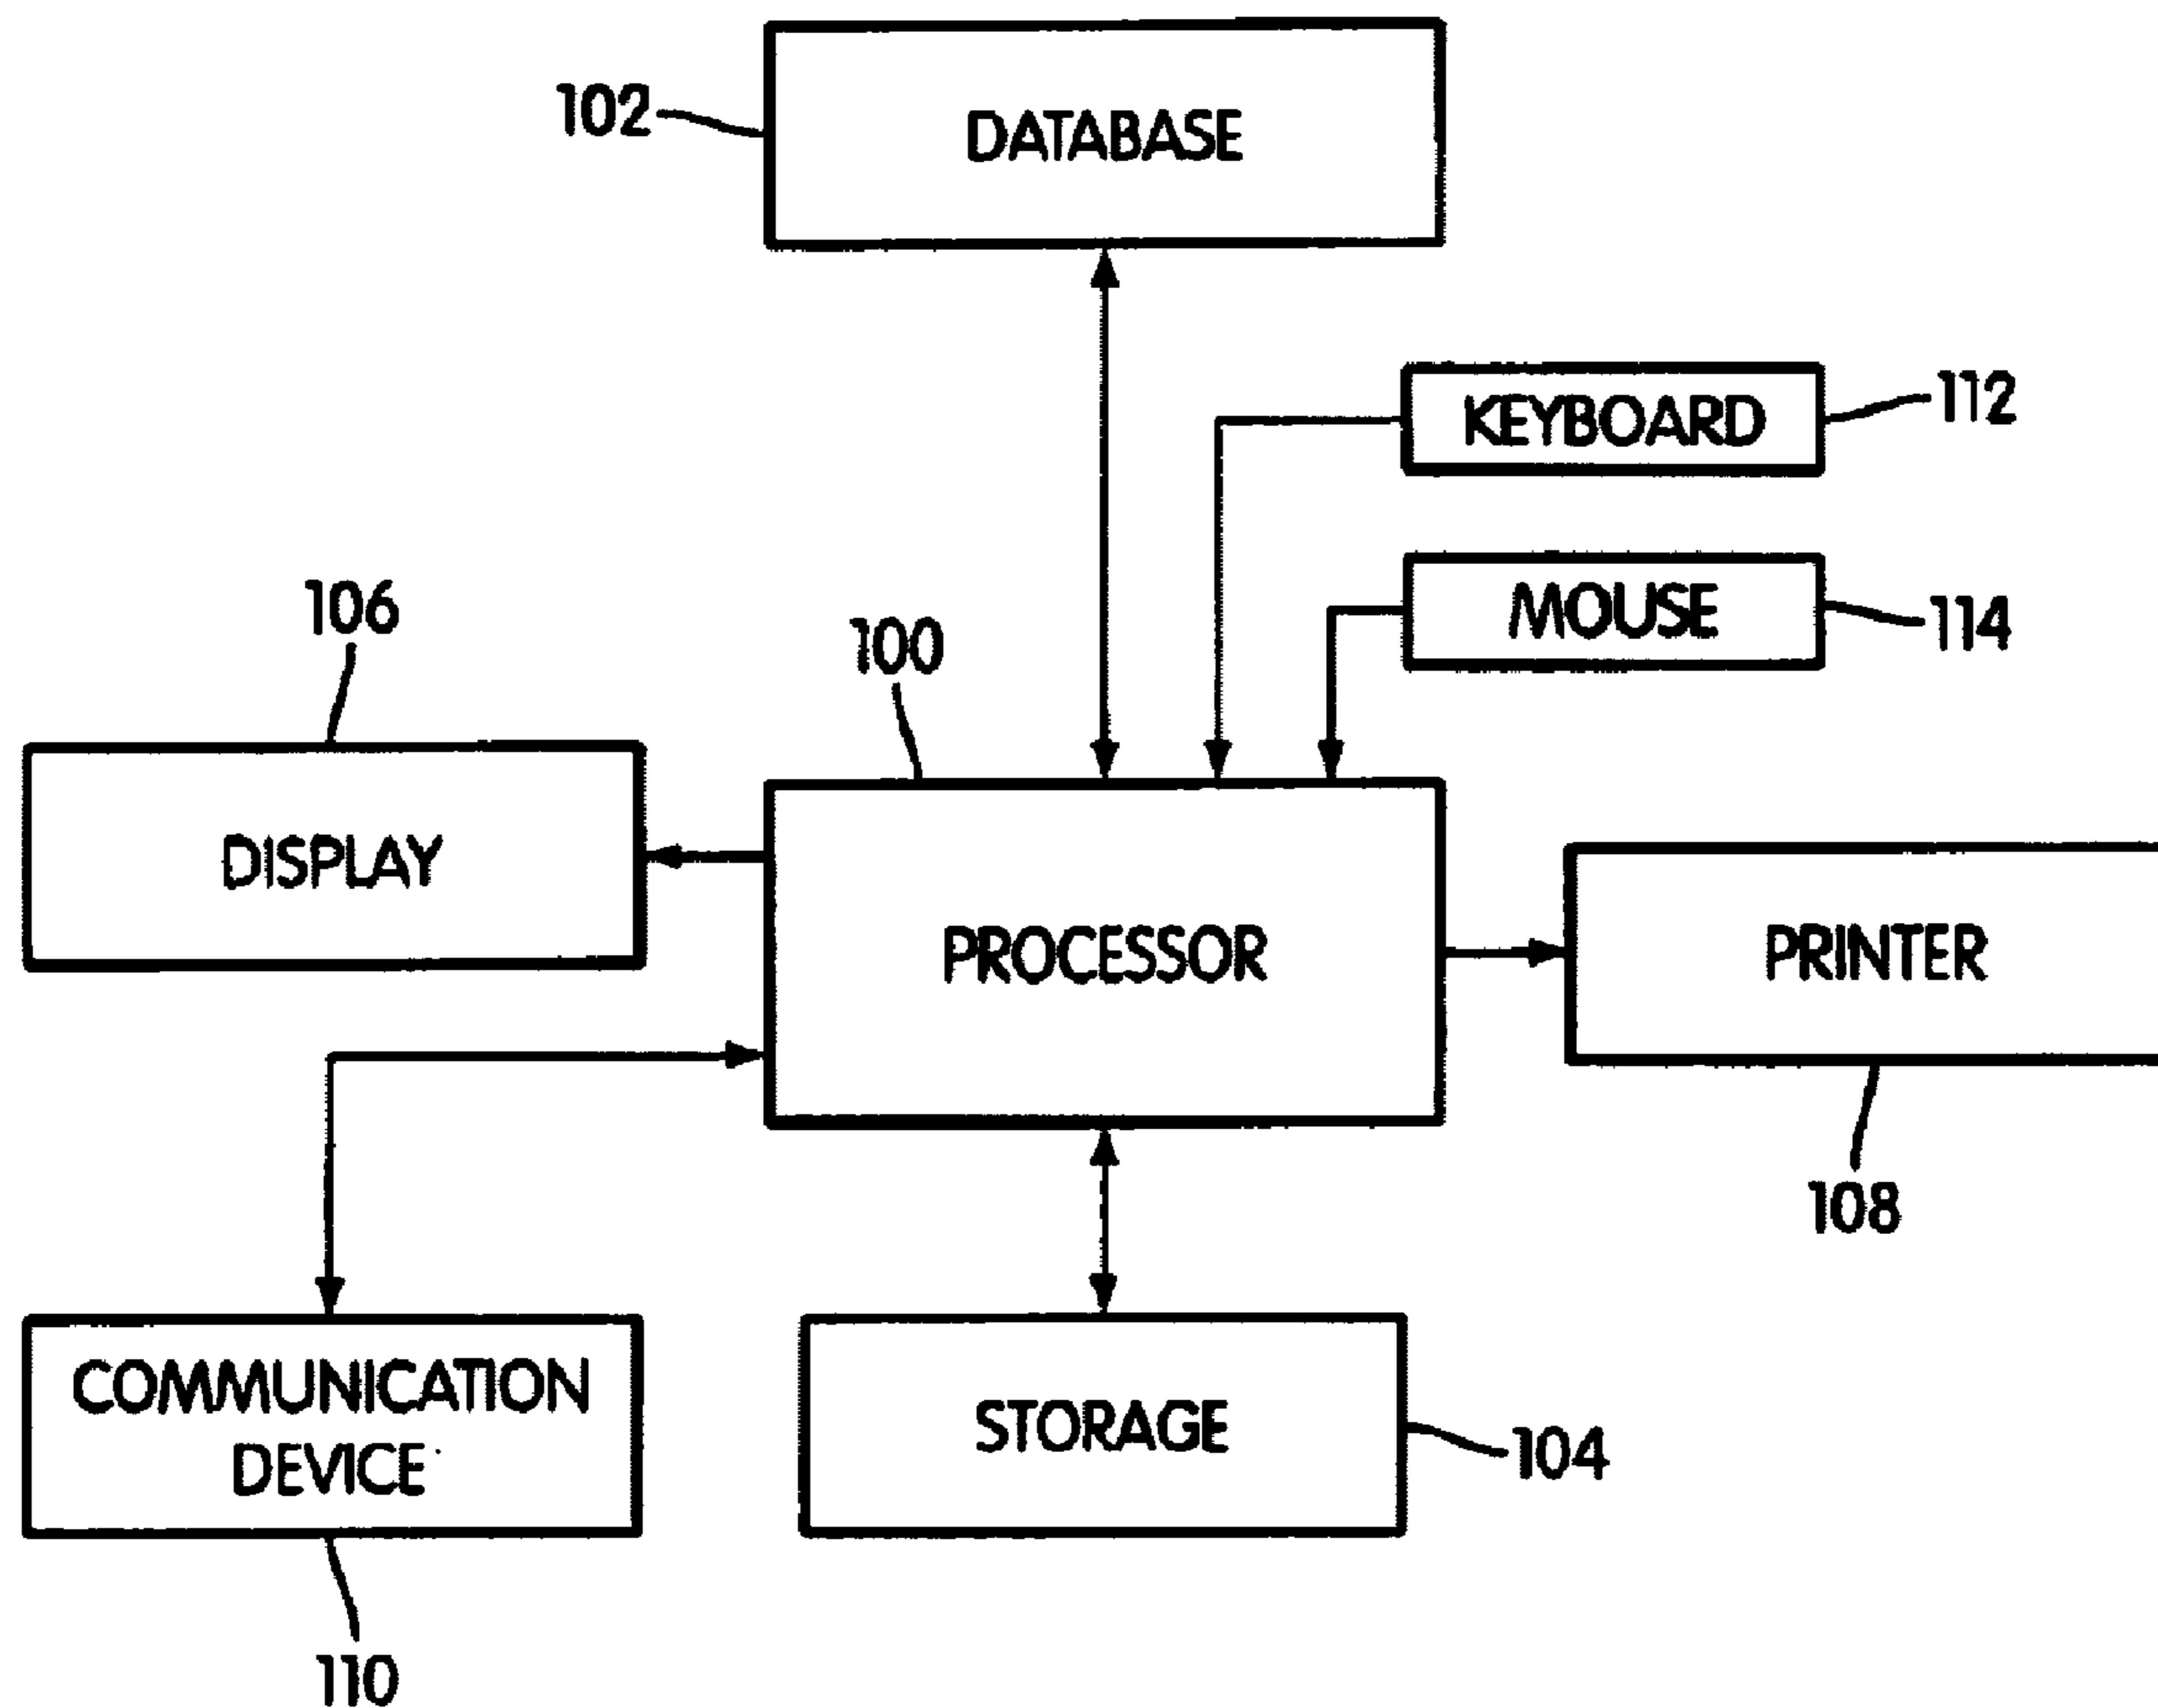 102
DATABASE
KEYBOARD
112
MOUSE
114
106
100
DISPLAY
PROCESSOR
PRINTER
108
COMMUNICATION
DEVICE
STORAGE
104
110